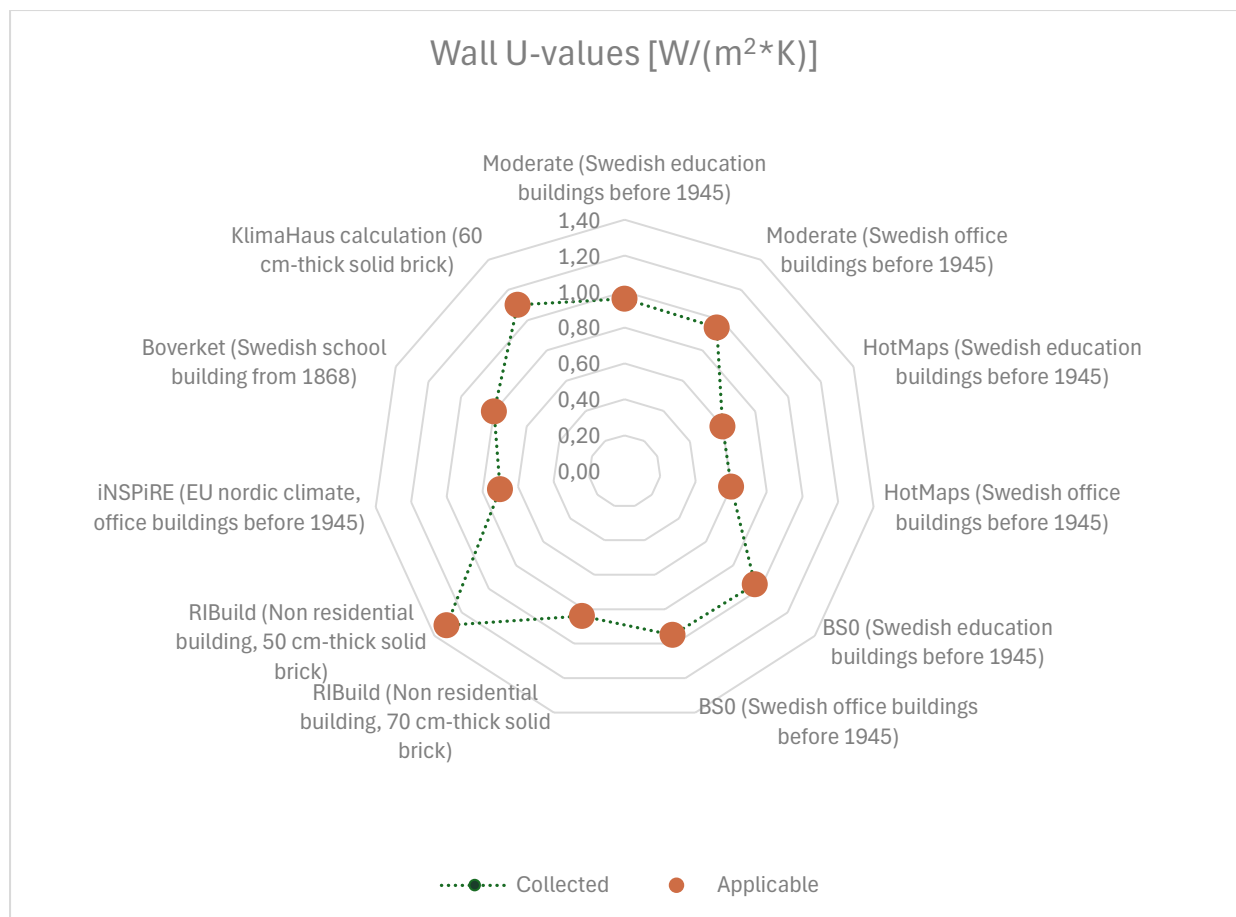 Wall U-values [W/(m²*K)]
Moderate (Swedish education
buildings before 1945)
Moderate (Swedish office
buildings before 1945)
HotMaps (Swedish education
buildings before 1945)
HotMaps (Swedish office
buildings before 1945)
BS0 (Swedish education
buildings before 1945)
BS0 (Swedish office buildings
before 1945)
RIBuild (Non residential
building, 70 cm-thick solid
brick)
RIBuild (Non residential
building, 50 cm-thick solid
brick)
iNSPiRE (EU nordic climate,
office buildings before 1945)
Boverket (Swedish school
building from 1868)
KlimaHaus calculation (60
cm-thick solid brick)
1,40
1,20
1,00
0,80
0,60
0,40
0,20
0,00
Collected
Applicable